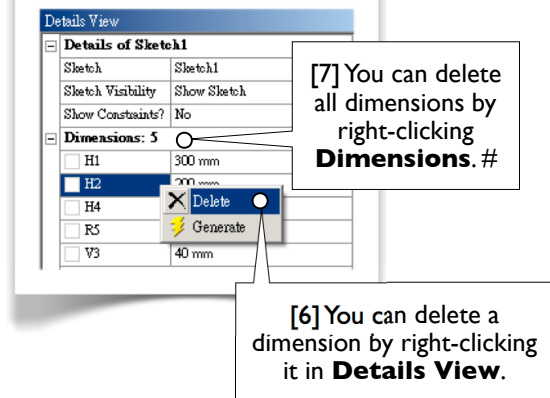 Details View
Details of Sketch1
Sketch Sketch1
Sketch Visibility Show Sketch
Show Constraints? No
Dimensions: 5
H1 300 mm
H2 200 mm
H4
R5
V3 40 mm
Delete
Generate
[7] You can delete
all dimensions by
right-clicking
Dimensions. #
[6] You can delete a
dimension by right-clicking
it in Details View.